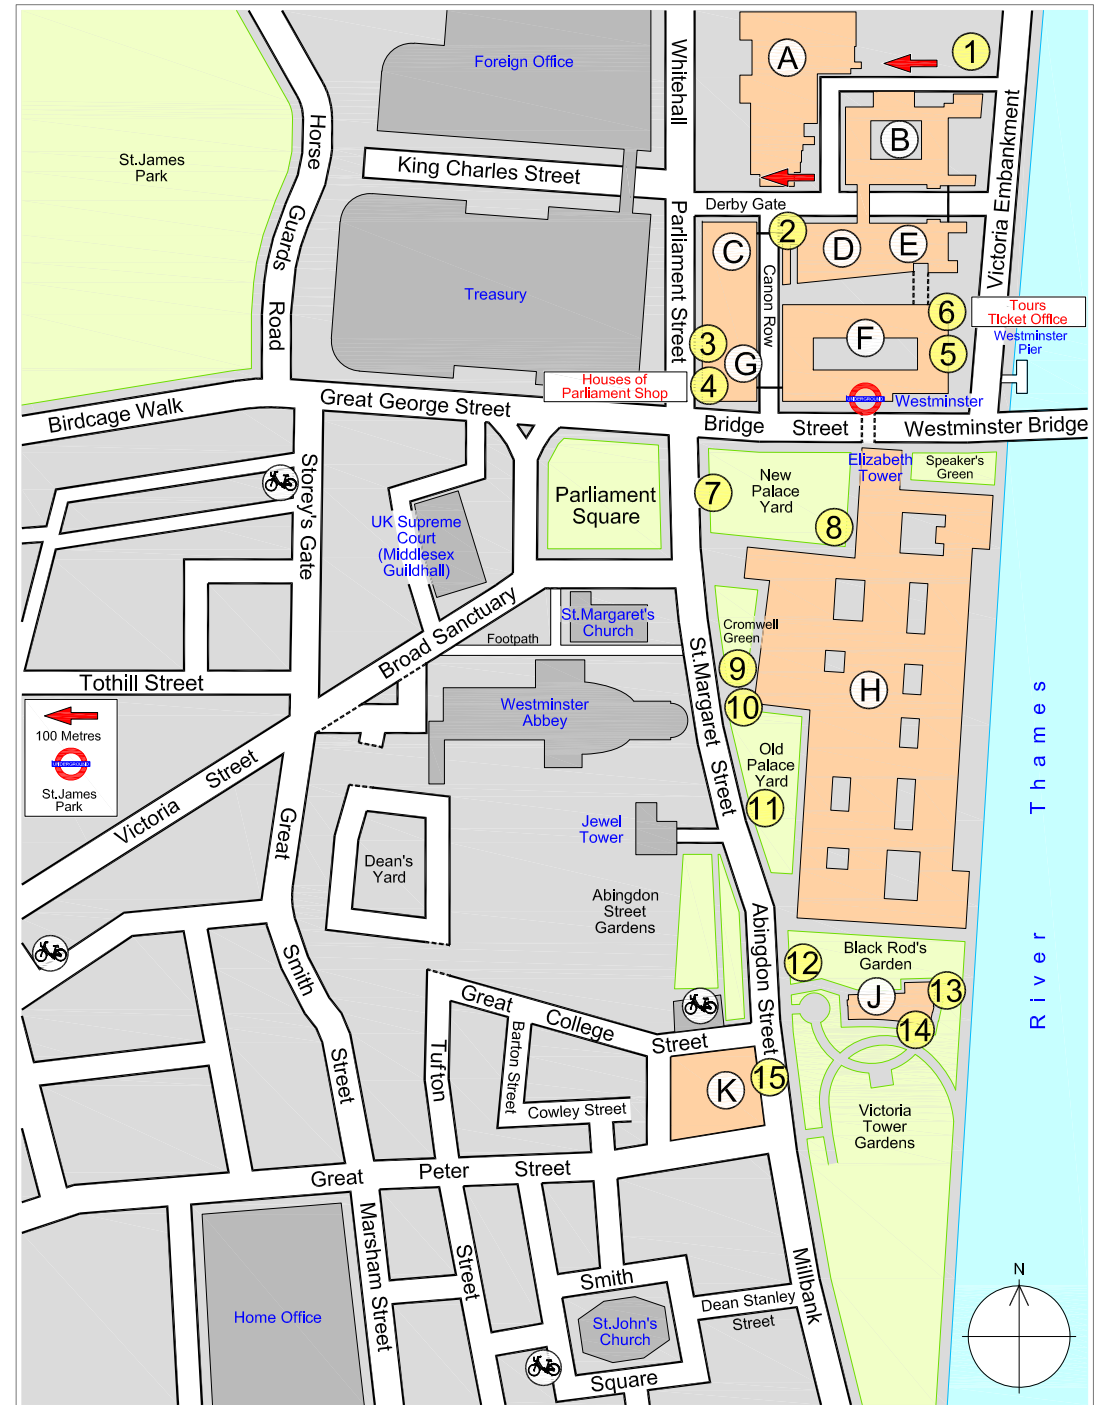 Foreign Office
Whitehall
A
1
Horse
Guards
Road
St.James
Park
King Charles Street
B
Victoria Embankment
Derby Gate
Parliament Street
C
2
D
E
Canon Row
Treasury
6
Tours
TIcket Office
3
F
5
Westminster
Pier
G
Houses of
Parliament Shop
4
UNDERGROUND
Westminster
Birdcage Walk
Great George Street
Bridge Street
Westminster Bridge
Storey's Gate
Elizabeth
Tower
Speaker's
Green
New
Palace
Yard
7
8
Parliament
Square
UK Supreme
Court
(Middlesex
Guildhall)
Broad Sanctuary
St.Margaret's
Church
Footpath
Cromwell
Green
9
St.Margaret Street
Tothill Street
10
H
Westminster
Abbey
100 Metres
UNDERGROUND
St.James
Park
Victoria Street
Old
Palace
Yard
11
River Thames
Great
Smith
Street
Jewel
Tower
Dean's
Yard
Abingdon
Street
Gardens
Abingdon Street
12
Black Rod's
Garden
J
13
14
Great College Street
Barton Street
Tufton
Street
K
15
Cowley Street
Victoria
Tower
Gardens
Great Peter Street
Marsham Street
Millbank
Smith
Square
Dean Stanley
Street
St.John's
Church
Home Office
N